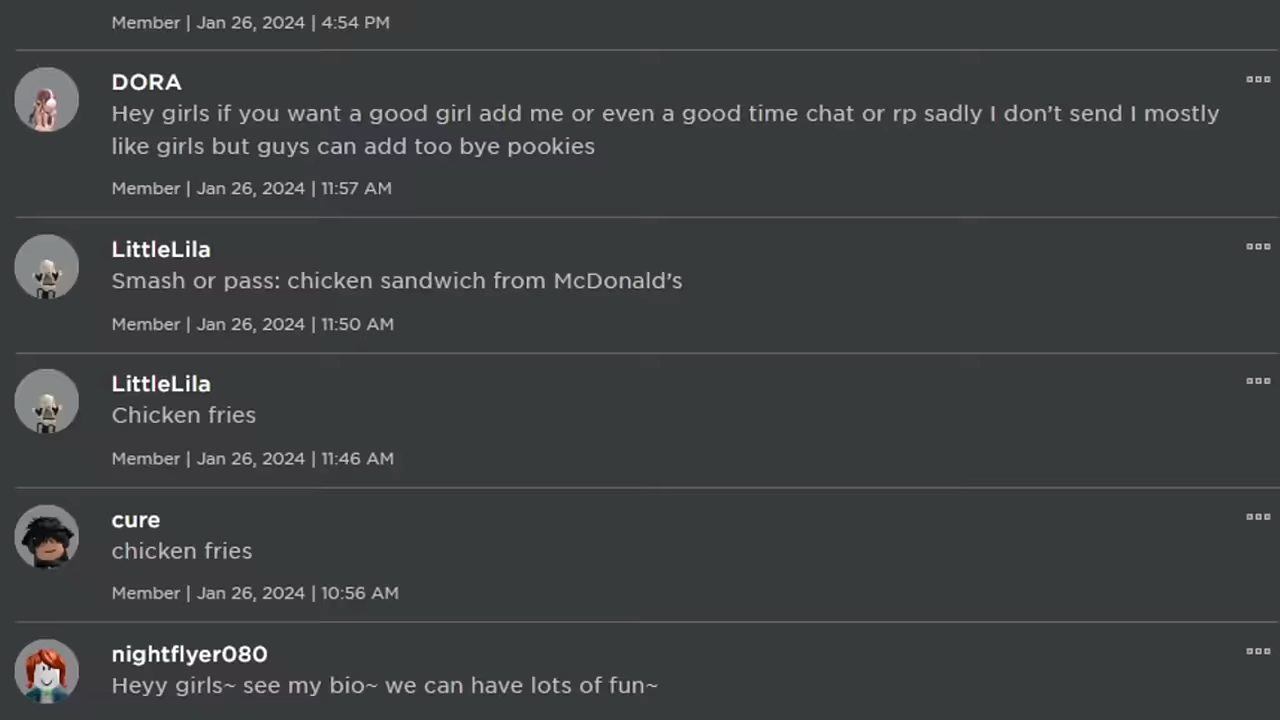 Member | Jan 26, 2024 | 4:54 PM
DORA
Hey girls if you want a good girl add me or even a good time chat or rp sadly I don't send I mostly
like girls but guys can add too bye pookies
Member | Jan 26, 2024 | 11:57 AM
LittleLila
Smash or pass: chicken sandwich from McDonald's
Member | Jan 26, 2024 | 11:50 AM
LittleLila
Chicken fries
Member | Jan 26, 2024 | 11:46 AM
cure
chicken fries
Member | Jan 26, 2024 | 10:56 AM
nightflyer080
Heyy girls~ see my bio~ we can have lots of fun~